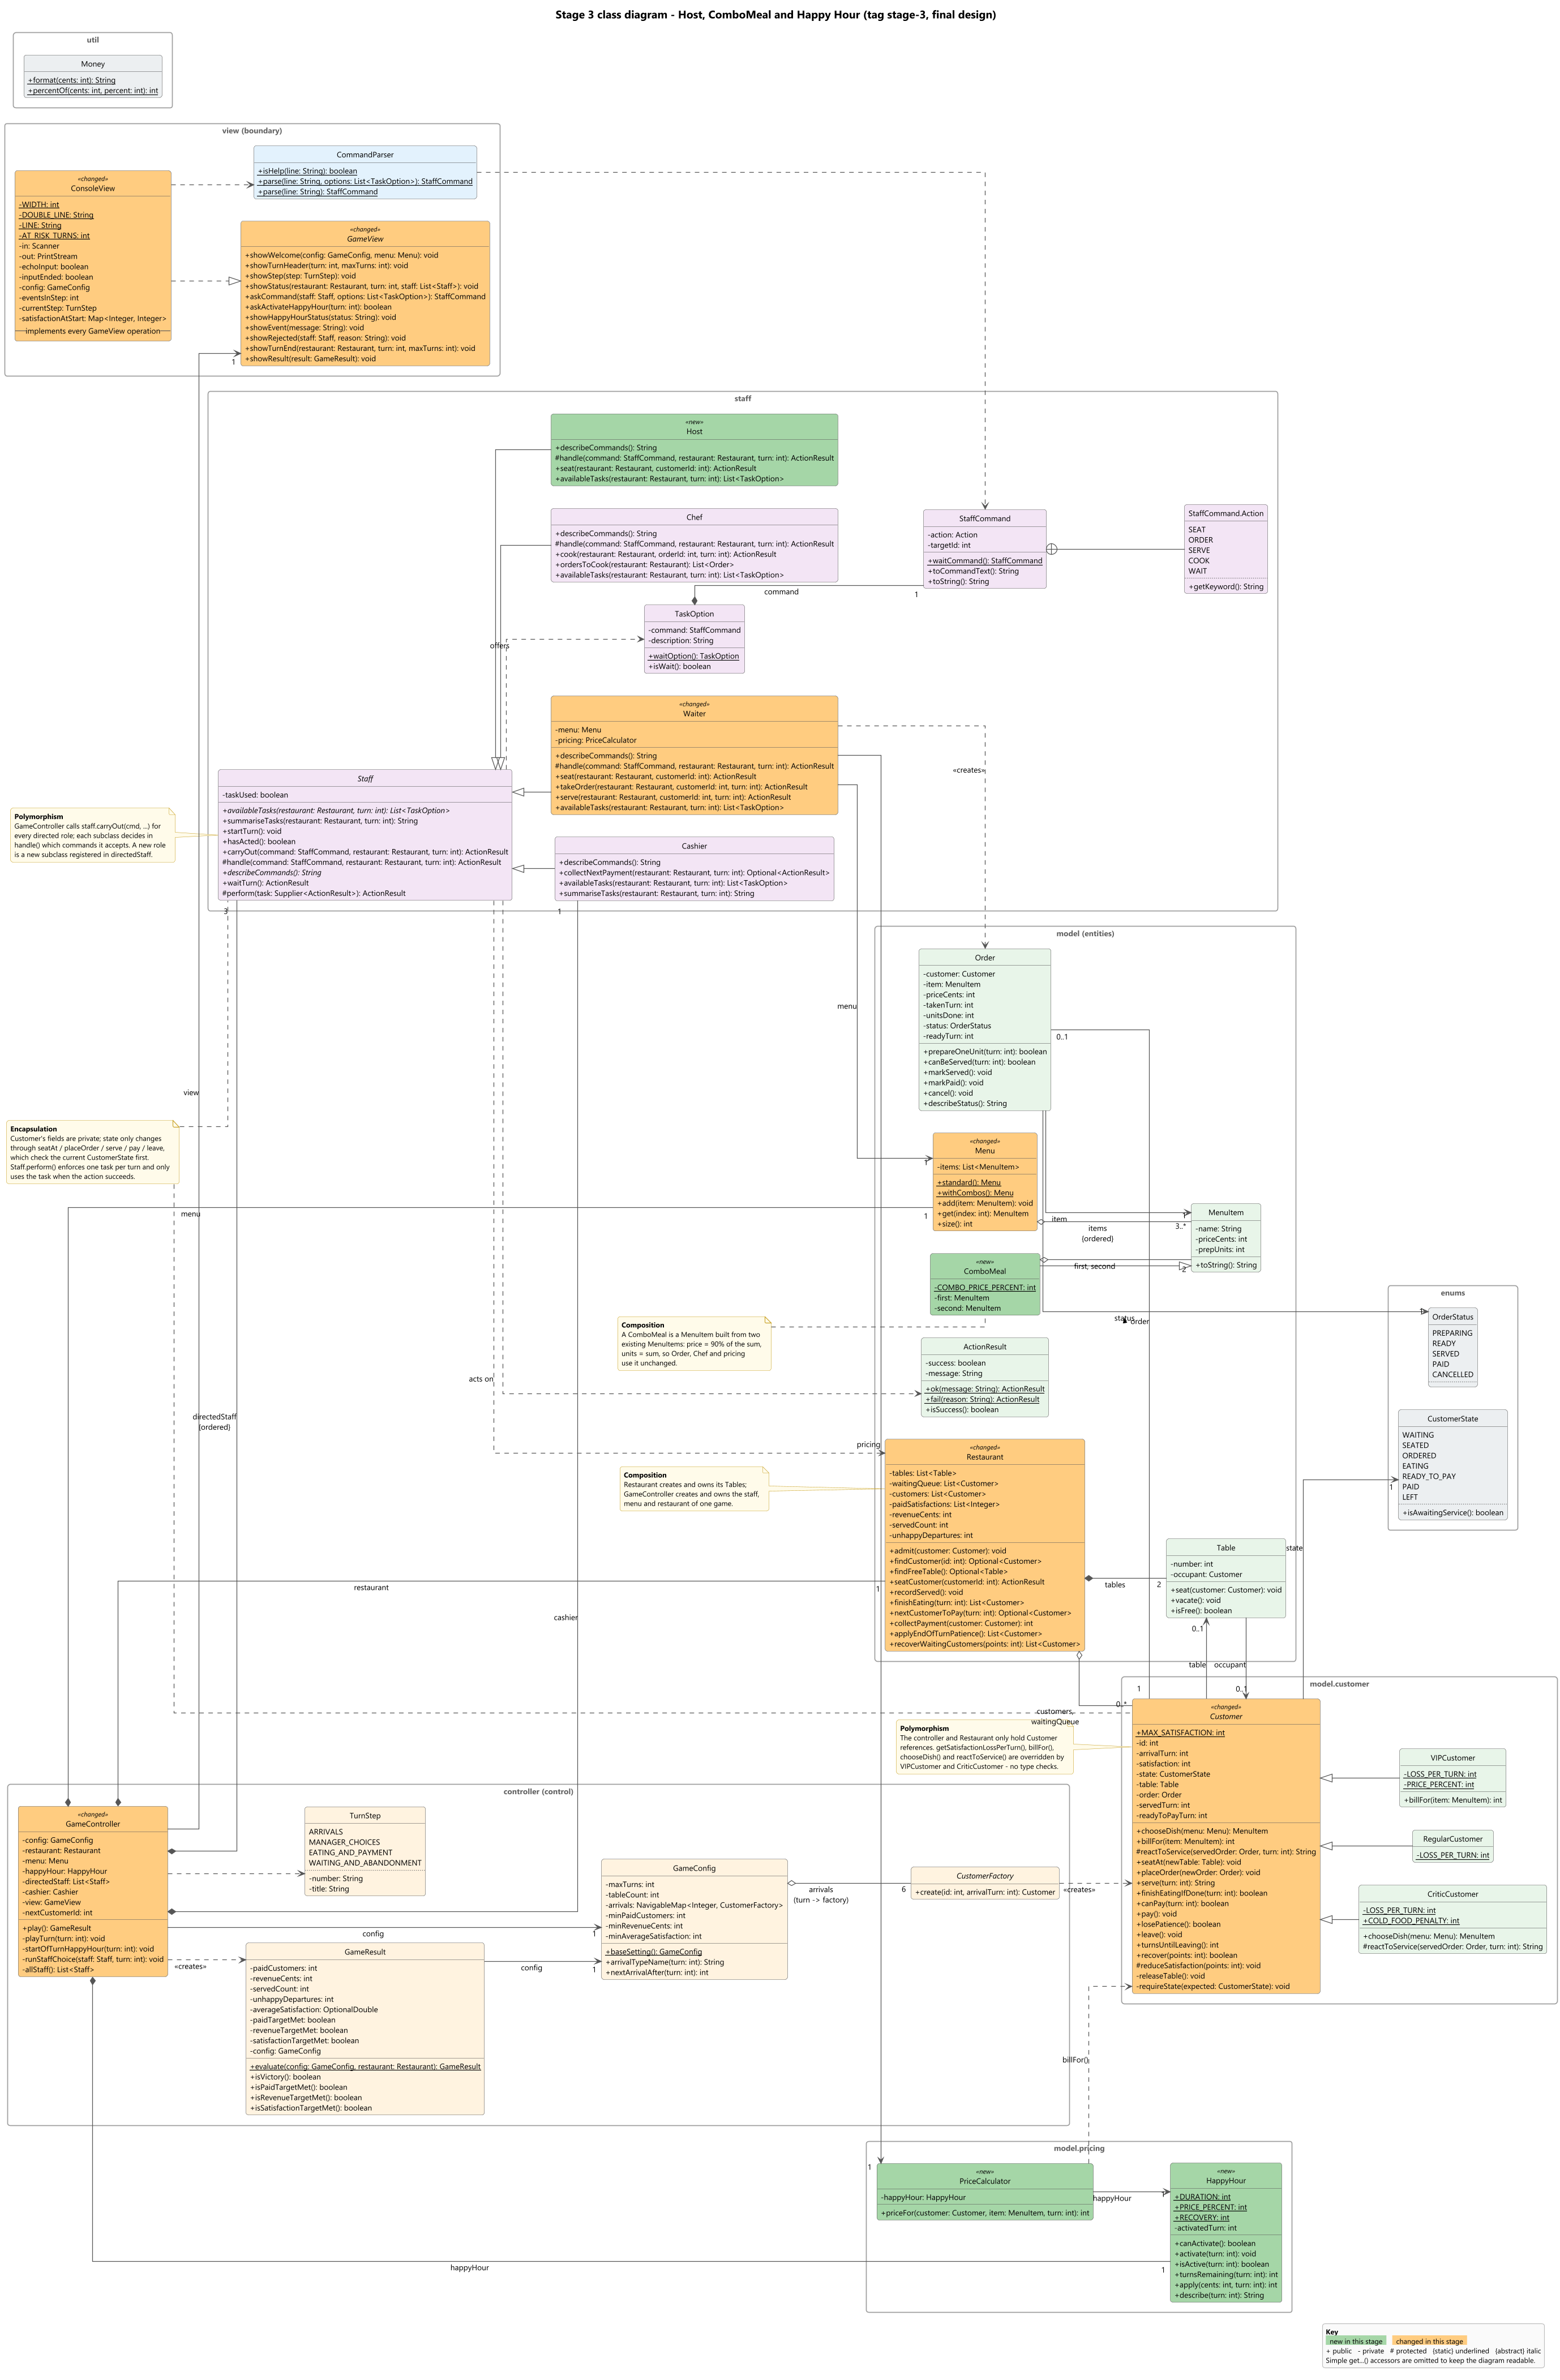 Stage 3 class diagram - Host, ComboMeal and Happy Hour (tag stage-3, final design)
util
Money
+format(cents: int): String
+percentOf(cents: int, percent: int): int
view (boundary)
CommandParser
+isHelp(line: String): boolean
+parse(line: String, options: List<TaskOption>): StaffCommand
+parse(line: String): StaffCommand
«changed»
ConsoleView
-WIDTH: int
-DOUBLE_LINE: String
-LINE: String
-AT_RISK_TURNS: int
-in: Scanner
-out: PrintStream
-echoInput: boolean
-inputEnded: boolean
-config: GameConfig
-eventsInStep: int
-currentStep: TurnStep
-satisfactionAtStart: Map<Integer, Integer>
implements every GameView operation
«changed»
GameView
+showWelcome(config: GameConfig, menu: Menu): void
+showTurnHeader(turn: int, maxTurns: int): void
+showStep(step: TurnStep): void
+showStatus(restaurant: Restaurant, turn: int, staff: List<Staff>): void
+askCommand(staff: Staff, options: List<TaskOption>): StaffCommand
+askActivateHappyHour(turn: int): boolean
+showHappyHourStatus(status: String): void
+showEvent(message: String): void
+showRejected(staff: Staff, reason: String): void
+showTurnEnd(restaurant: Restaurant, turn: int, maxTurns: int): void
+showResult(result: GameResult): void
1
staff
«new»
Host
+describeCommands(): String
#handle(command: StaffCommand, restaurant: Restaurant, turn: int): ActionResult
+seat(restaurant: Restaurant, customerId: int): ActionResult
+availableTasks(restaurant: Restaurant, turn: int): List<TaskOption>
Chef
+describeCommands(): String
#handle(command: StaffCommand, restaurant: Restaurant, turn: int): ActionResult
+cook(restaurant: Restaurant, orderId: int, turn: int): ActionResult
+ordersToCook(restaurant: Restaurant): List<Order>
+availableTasks(restaurant: Restaurant, turn: int): List<TaskOption>
StaffCommand
-action: Action
-targetId: int
+waitCommand(): StaffCommand
+toCommandText(): String
+toString(): String
StaffCommand.Action
SEAT
ORDER
SERVE
COOK
WAIT
+getKeyword(): String
command
1
TaskOption
-command: StaffCommand
-description: String
+waitOption(): TaskOption
+isWait(): boolean
offers
«changed»
Waiter
-menu: Menu
-pricing: PriceCalculator
+describeCommands(): String
#handle(command: StaffCommand, restaurant: Restaurant, turn: int): ActionResult
+seat(restaurant: Restaurant, customerId: int): ActionResult
+takeOrder(restaurant: Restaurant, customerId: int, turn: int): ActionResult
+serve(restaurant: Restaurant, customerId: int, turn: int): ActionResult
+availableTasks(restaurant: Restaurant, turn: int): List<TaskOption>
«creates»
Staff
-taskUsed: boolean
+availableTasks(restaurant: Restaurant, turn: int): List<TaskOption>
+summariseTasks(restaurant: Restaurant, turn: int): String
+startTurn(): void
+hasActed(): boolean
+carryOut(command: StaffCommand, restaurant: Restaurant, turn: int): ActionResult
#handle(command: StaffCommand, restaurant: Restaurant, turn: int): ActionResult
+describeCommands(): String
+waitTurn(): ActionResult
#perform(task: Supplier<ActionResult>): ActionResult
Polymorphism
GameController calls staff.carryOut(cmd, ...) for
every directed role; each subclass decides in
handle() which commands it accepts. A new role
is a new subclass registered in directedStaff.
Cashier
+describeCommands(): String
+collectNextPayment(restaurant: Restaurant, turn: int): Optional<ActionResult>
+availableTasks(restaurant: Restaurant, turn: int): List<TaskOption>
+summariseTasks(restaurant: Restaurant, turn: int): String
3
1
model (entities)
Order
-customer: Customer
-item: MenuItem
-priceCents: int
-takenTurn: int
-unitsDone: int
-status: OrderStatus
-readyTurn: int
+prepareOneUnit(turn: int): boolean
+canBeServed(turn: int): boolean
+markServed(): void
+markPaid(): void
+cancel(): void
+describeStatus(): String
0..1
menu
view
Encapsulation
Customer's fields are private; state only changes
through seatAt / placeOrder / serve / pay / leave,
which check the current CustomerState first.
Staff.perform() enforces one task per turn and only
uses the task when the action succeeds.
«changed»
Menu
-items: List<MenuItem>
+standard(): Menu
+withCombos(): Menu
+add(item: MenuItem): void
+get(index: int): MenuItem
+size(): int
1
menu
1
item
1
3..*
items
(ordered)
MenuItem
-name: String
-priceCents: int
-prepUnits: int
+toString(): String
«new»
ComboMeal
-COMBO_PRICE_PERCENT: int
-first: MenuItem
-second: MenuItem
first, second
2
Composition
A ComboMeal is a MenuItem built from two
existing MenuItems: price = 90% of the sum,
units = sum, so Order, Chef and pricing
use it unchanged.
status
order
enums
1
OrderStatus
PREPARING
READY
SERVED
PAID
CANCELLED
ActionResult
-success: boolean
-message: String
+ok(message: String): ActionResult
+fail(reason: String): ActionResult
+isSuccess(): boolean
acts on
directedStaff
(ordered)
CustomerState
WAITING
SEATED
ORDERED
EATING
READY_TO_PAY
PAID
LEFT
+isAwaitingService(): boolean
1
pricing
«changed»
Restaurant
-tables: List<Table>
-waitingQueue: List<Customer>
-customers: List<Customer>
-paidSatisfactions: List<Integer>
-revenueCents: int
-servedCount: int
-unhappyDepartures: int
+admit(customer: Customer): void
+findCustomer(id: int): Optional<Customer>
+findFreeTable(): Optional<Table>
+seatCustomer(customerId: int): ActionResult
+recordServed(): void
+finishEating(turn: int): List<Customer>
+nextCustomerToPay(turn: int): Optional<Customer>
+collectPayment(customer: Customer): int
+applyEndOfTurnPatience(): List<Customer>
+recoverWaitingCustomers(points: int): List<Customer>
Composition
Restaurant creates and owns its Tables;
GameController creates and owns the staff,
menu and restaurant of one game.
restaurant
1
cashier
tables
2
Table
-number: int
-occupant: Customer
+seat(customer: Customer): void
+vacate(): void
+isFree(): boolean
state
0..1
table
occupant
model.customer
1
0..1
0..*
customers,
waitingQueue
«changed»
Customer
+MAX_SATISFACTION: int
-id: int
-arrivalTurn: int
-satisfaction: int
-state: CustomerState
-table: Table
-order: Order
-servedTurn: int
-readyToPayTurn: int
+chooseDish(menu: Menu): MenuItem
+billFor(item: MenuItem): int
#reactToService(servedOrder: Order, turn: int): String
+seatAt(newTable: Table): void
+placeOrder(newOrder: Order): void
+serve(turn: int): String
+finishEatingIfDone(turn: int): boolean
+canPay(turn: int): boolean
+pay(): void
+losePatience(): boolean
+leave(): void
+turnsUntilLeaving(): int
+recover(points: int): boolean
#reduceSatisfaction(points: int): void
-releaseTable(): void
-requireState(expected: CustomerState): void
Polymorphism
The controller and Restaurant only hold Customer
references. getSatisfactionLossPerTurn(), billFor(),
chooseDish() and reactToService() are overridden by
VIPCustomer and CriticCustomer - no type checks.
VIPCustomer
-LOSS_PER_TURN: int
-PRICE_PERCENT: int
+billFor(item: MenuItem): int
RegularCustomer
-LOSS_PER_TURN: int
CriticCustomer
-LOSS_PER_TURN: int
+COLD_FOOD_PENALTY: int
+chooseDish(menu: Menu): MenuItem
#reactToService(servedOrder: Order, turn: int): String
controller (control)
«changed»
GameController
-config: GameConfig
-restaurant: Restaurant
-menu: Menu
-happyHour: HappyHour
-directedStaff: List<Staff>
-cashier: Cashier
-view: GameView
-nextCustomerId: int
+play(): GameResult
-playTurn(turn: int): void
-startOfTurnHappyHour(turn: int): void
-runStaffChoice(staff: Staff, turn: int): void
-allStaff(): List<Staff>
TurnStep
ARRIVALS
MANAGER_CHOICES
EATING_AND_PAYMENT
WAITING_AND_ABANDONMENT
-number: String
-title: String
config
1
«creates»
GameResult
-paidCustomers: int
-revenueCents: int
-servedCount: int
-unhappyDepartures: int
-averageSatisfaction: OptionalDouble
-paidTargetMet: boolean
-revenueTargetMet: boolean
-satisfactionTargetMet: boolean
-config: GameConfig
+evaluate(config: GameConfig, restaurant: Restaurant): GameResult
+isVictory(): boolean
+isPaidTargetMet(): boolean
+isRevenueTargetMet(): boolean
+isSatisfactionTargetMet(): boolean
config
1
GameConfig
-maxTurns: int
-tableCount: int
-arrivals: NavigableMap<Integer, CustomerFactory>
-minPaidCustomers: int
-minRevenueCents: int
-minAverageSatisfaction: int
+baseSetting(): GameConfig
+arrivalTypeName(turn: int): String
+nextArrivalAfter(turn: int): int
arrivals
(turn -> factory)
6
CustomerFactory
+create(id: int, arrivalTurn: int): Customer
«creates»
billFor()
model.pricing
1
«new»
PriceCalculator
-happyHour: HappyHour
+priceFor(customer: Customer, item: MenuItem, turn: int): int
happyHour
1
«new»
HappyHour
+DURATION: int
+PRICE_PERCENT: int
+RECOVERY: int
-activatedTurn: int
+canActivate(): boolean
+activate(turn: int): void
+isActive(turn: int): boolean
+turnsRemaining(turn: int): int
+apply(cents: int, turn: int): int
+describe(turn: int): String
happyHour
1
Key
new in this stage changed in this stage
+ public - private # protected {static} underlined {abstract} italic
Simple get...() accessors are omitted to keep the diagram readable.